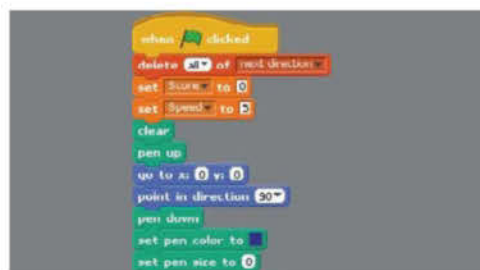 when clicked
delete all of next direction
set Score to 0
set Speed to 5
clear
pen up
go to x: 0 y: 0
point in direction 90
pen down
set pen color to
set pen size to 0